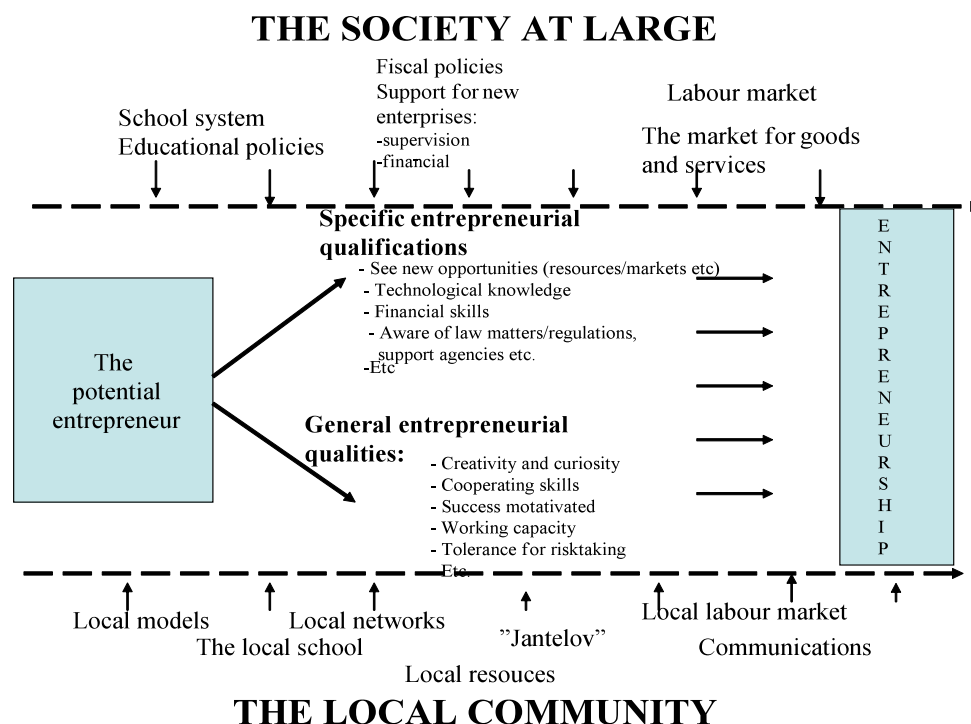 THE SOCIETY AT LARGE
Fiscal policies
Support for new
enterprises:
-supervision
-financial
School system
Educational policies
Labour market
The market for goods
and services
Specific entrepreneurial
qualifications
- See new opportunities (resources/markets etc)
- Technological knowledge
- Financial skills
- Aware of law matters/regulations,
support agencies etc.
-Etc
The
potential
entrepreneur
General entrepreneurial
qualities:
- Creativity and curiosity
- Cooperating skills
- Success motativated
- Working capacity
- Tolerance for risktaking
Etc.
E
N
T
R
E
P
R
E
N
E
U
R
S
H
I
P
Local models
The local school
Local networks
"Jantelov"
Local resouces
Local labour market
Communications
THE LOCAL COMMUNITY